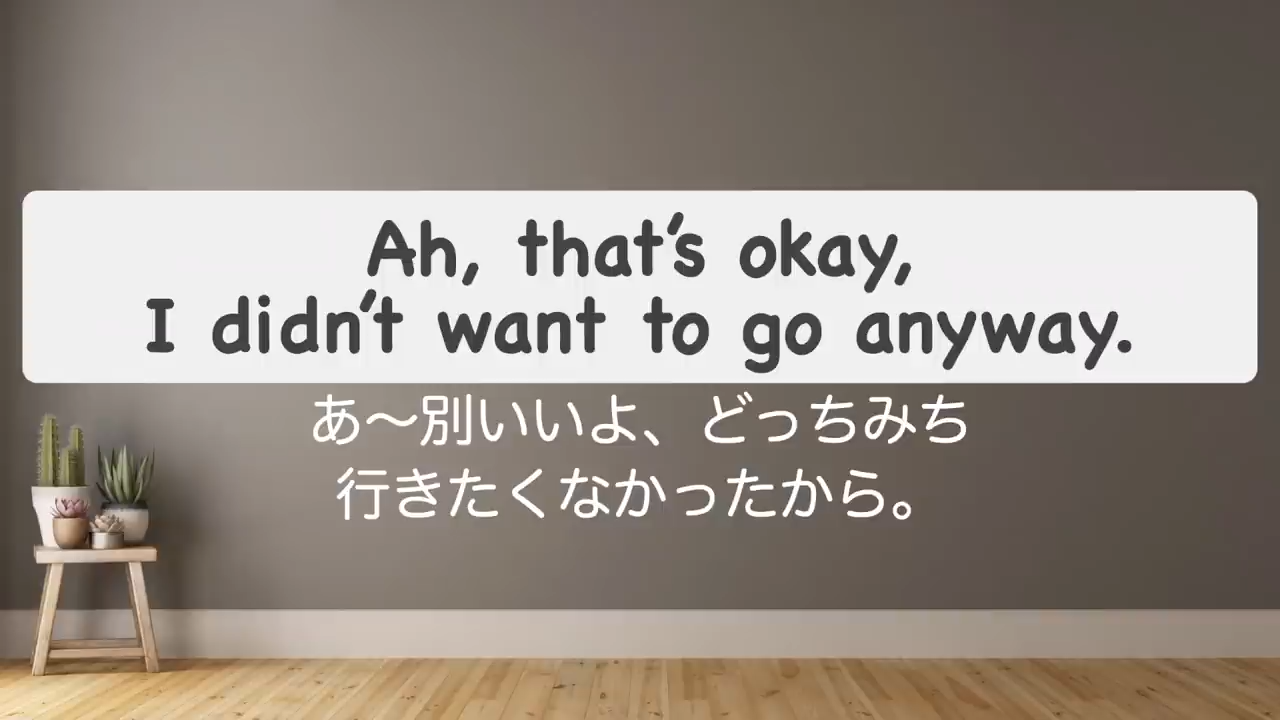 Ah, that's okay,
I didn't want to go anyway.
あ〜別いいよ、どっちみち
行きたくなかったから。